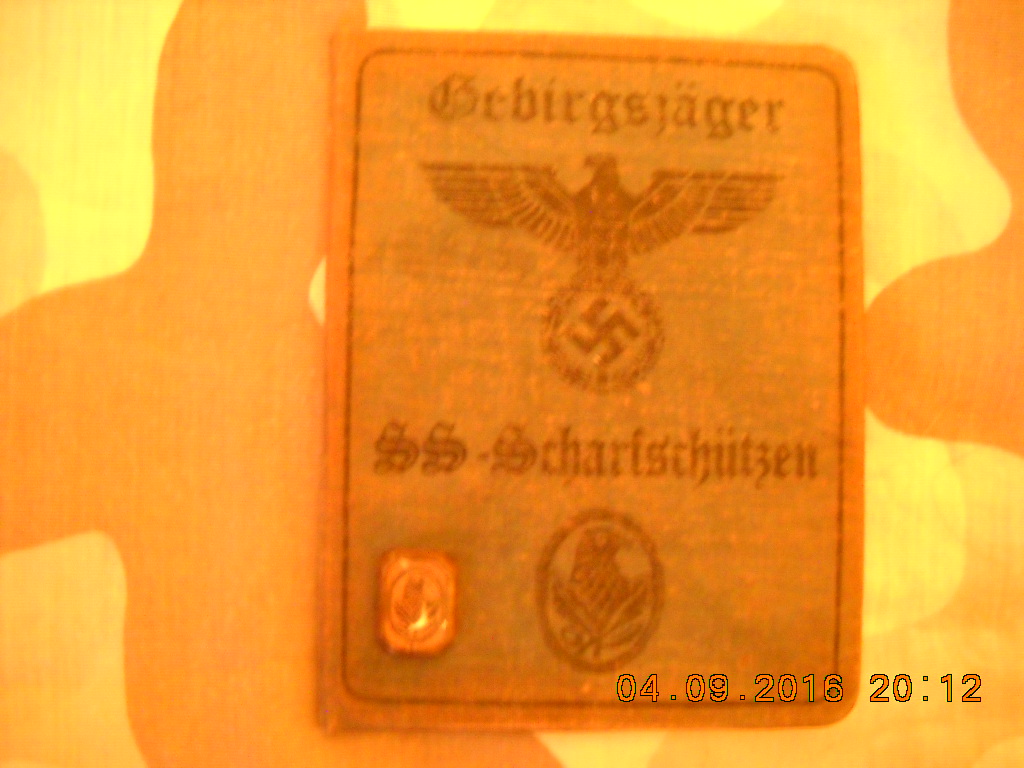 Gebirgsjäger
SS-Scharfschützen
04.09.2016 20:12